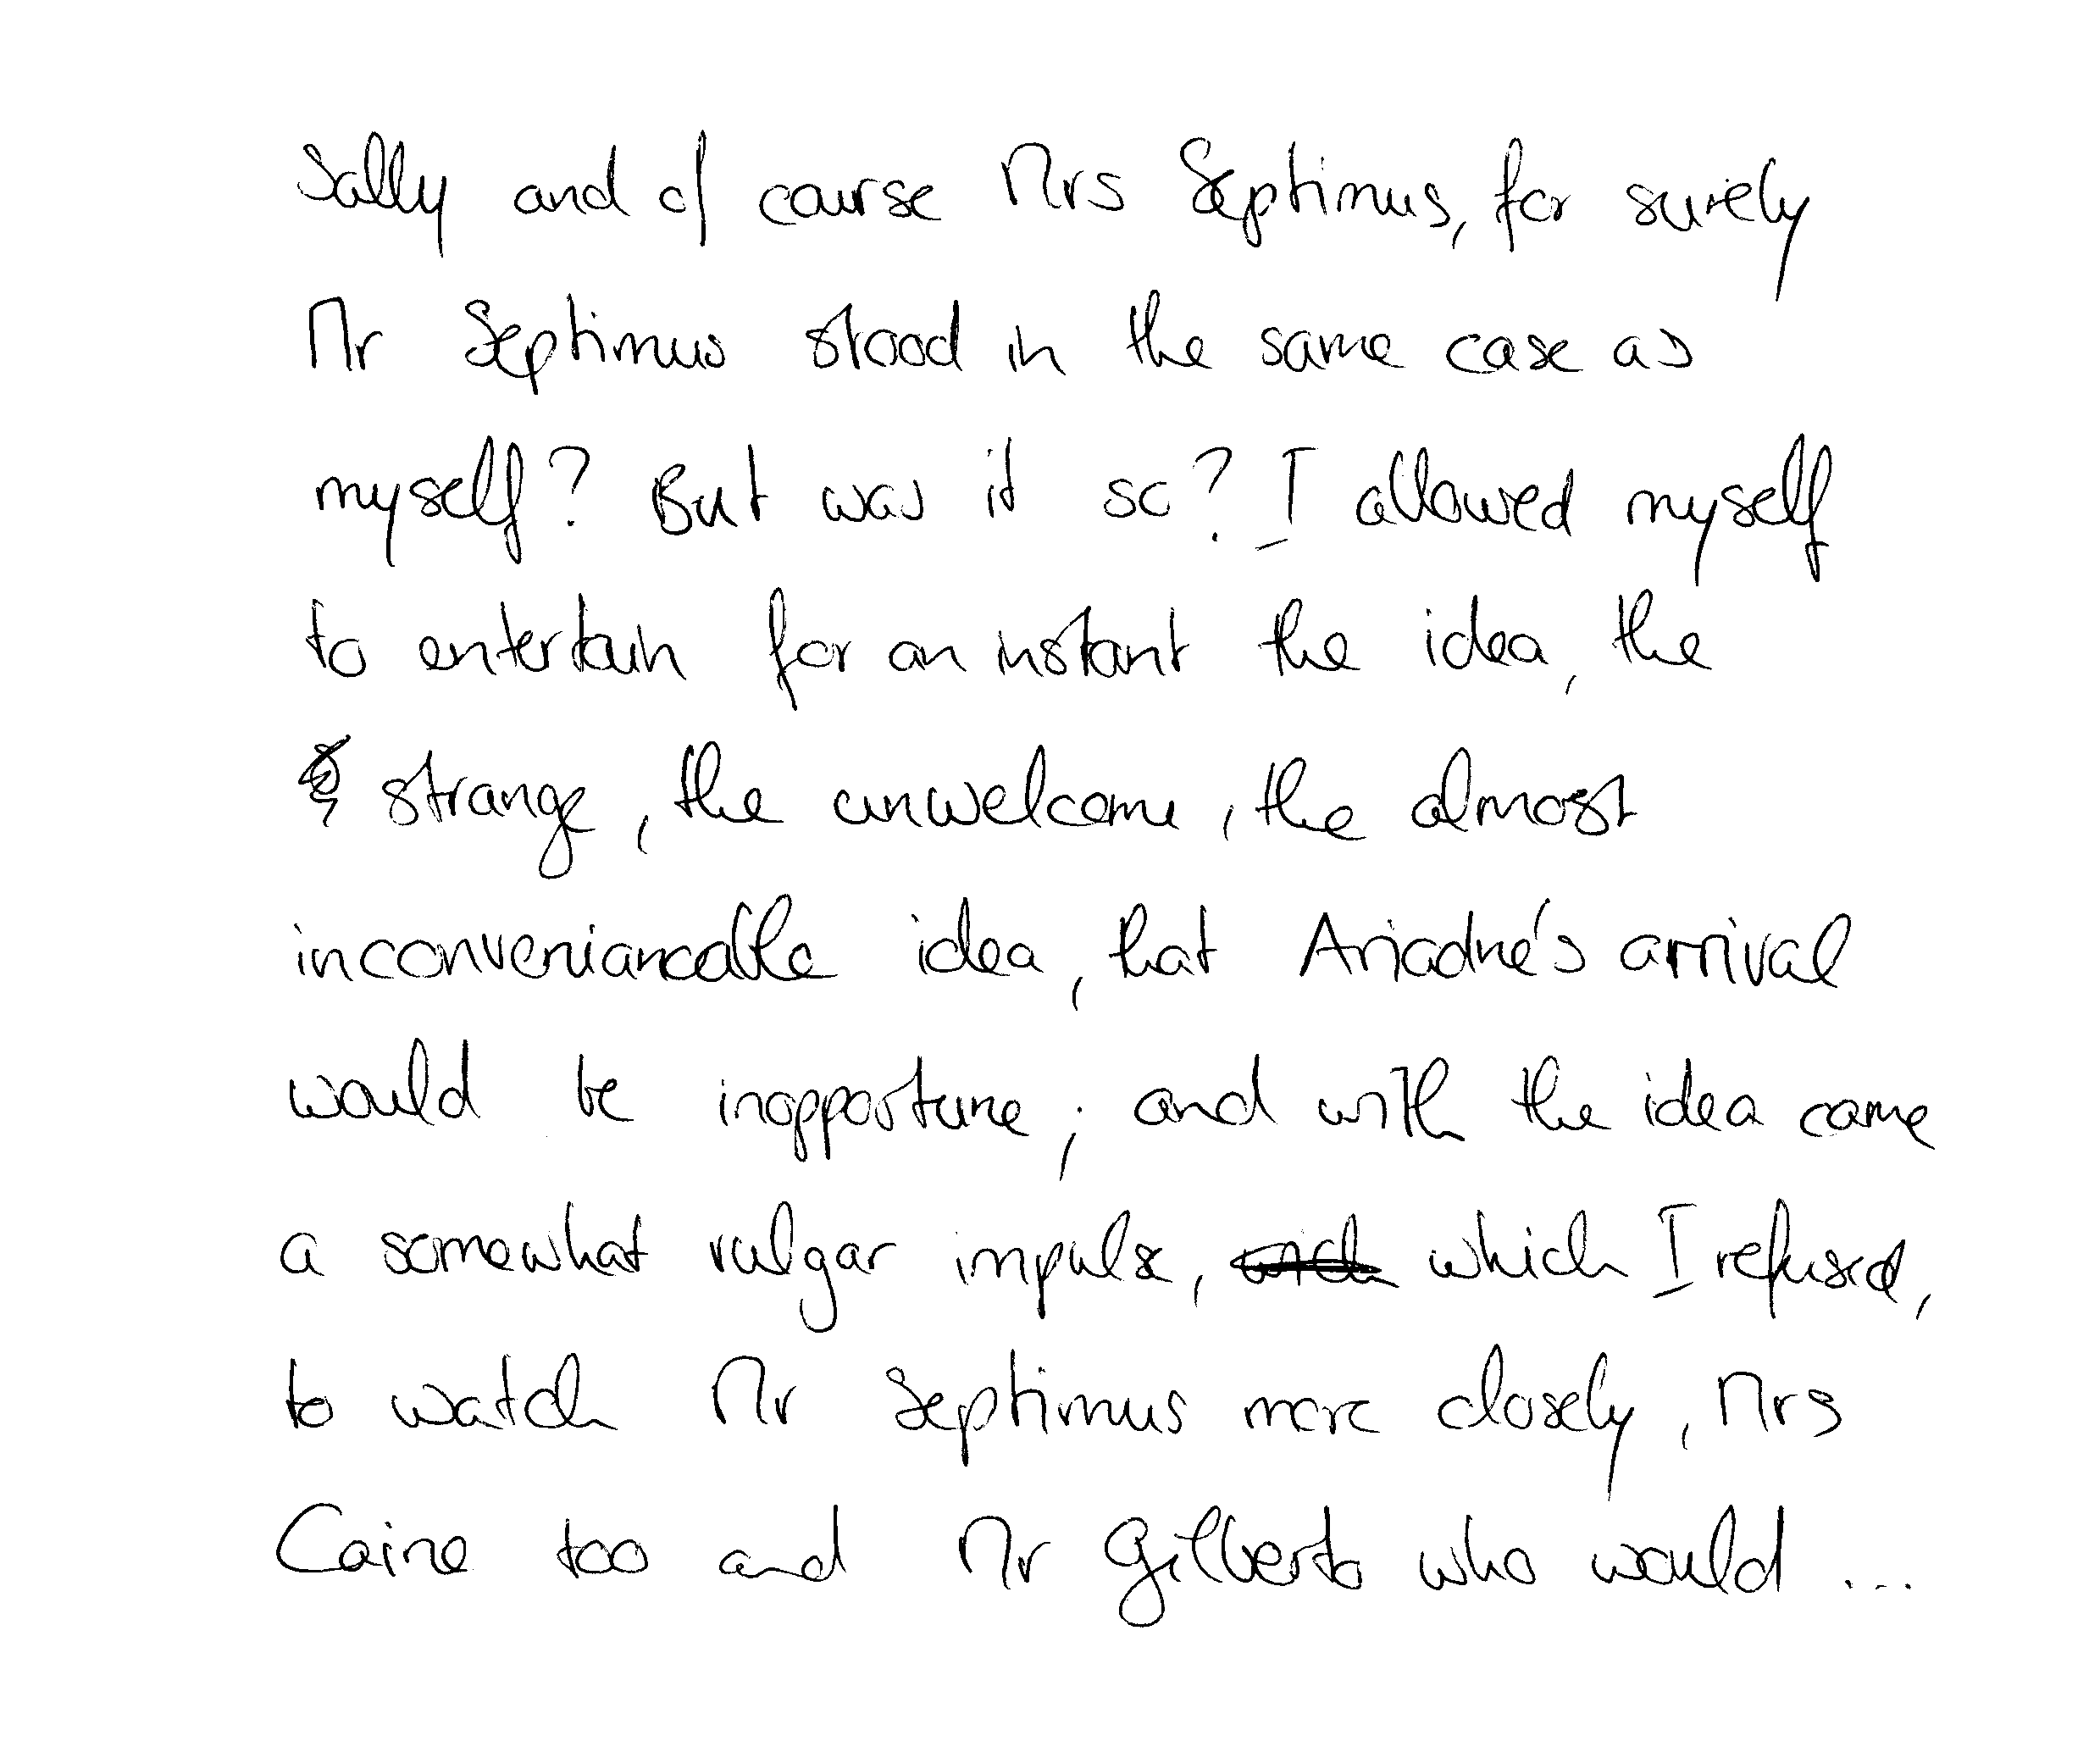 Sally and of course Mrs Septimus, for surely
Mr Septimus stood in the same case as
myself? But was it so? I allowed myself
to entertain for an instant the idea, the
strange, the unwelcome, the almost
inconvenianceable idea, that Ariadne's arrival
would be inopportune; and with the idea came
a somewhat vulgar impulse, which I refused,
to watch Mr Septimus more closely, Mrs
Caine too and Mr Gilberto who would ...